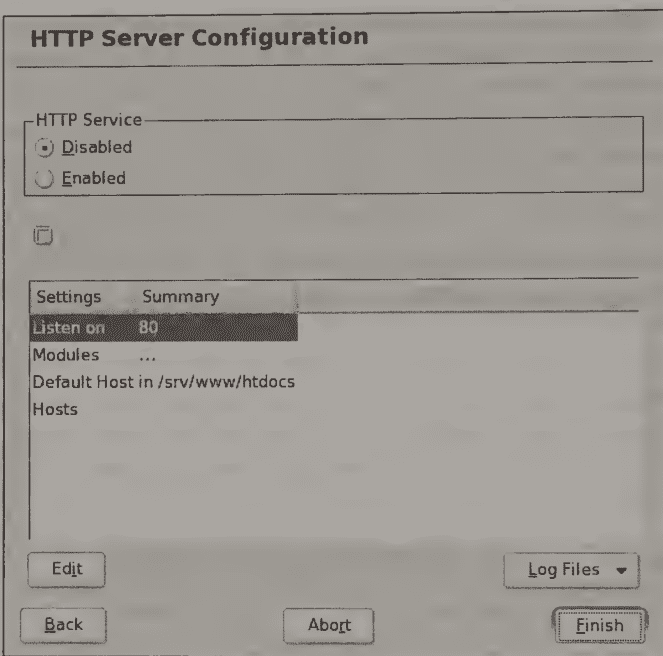 HTTP Server Configuration
HTTP Service
Disabled
Enabled
Settings Summary
Listen on 80
Modules ...
Default Host in /srv/www/htdocs
Hosts
Edit
Log Files
Back Abort Finish